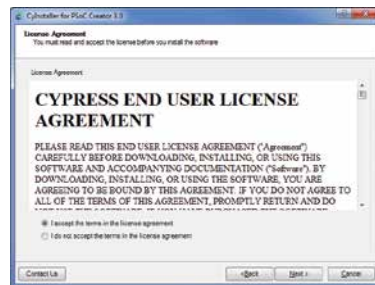 CyInstaller for PSoC Creator 3.0
License Agreement
You must read and accept the license before you install the software
License Agreement
CYPRESS END USER LICENSE
AGREEMENT
PLEASE READ THIS END USER LICENSE AGREEMENT ("Agreement")
CAREFULLY BEFORE DOWNLOADING, INSTALLING, OR USING THIS
SOFTWARE AND ACCOMPANYING DOCUMENTATION ("Software"). BY
DOWNLOADING, INSTALLING, OR USING THE SOFTWARE, YOU ARE
AGREEING TO BE BOUND BY THIS AGREEMENT. IF YOU DO NOT AGREE TO
ALL OF THE TERMS OF THIS AGREEMENT, PROMPTLY RETURN AND DO
I accept the terms in the license agreement
I do not accept the terms in the license agreement
Contact Us
<Back
Next >
Cancel